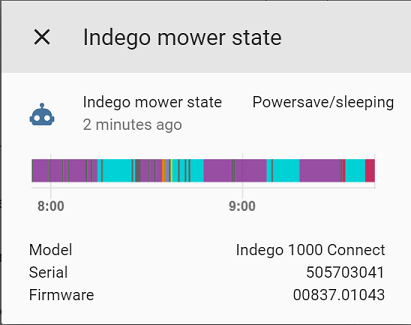 Indego mower state
Indego mower state Powersave/sleeping
2 minutes ago
8:00 9:00
Model Indego 1000 Connect
Serial 505703041
Firmware 00837.01043